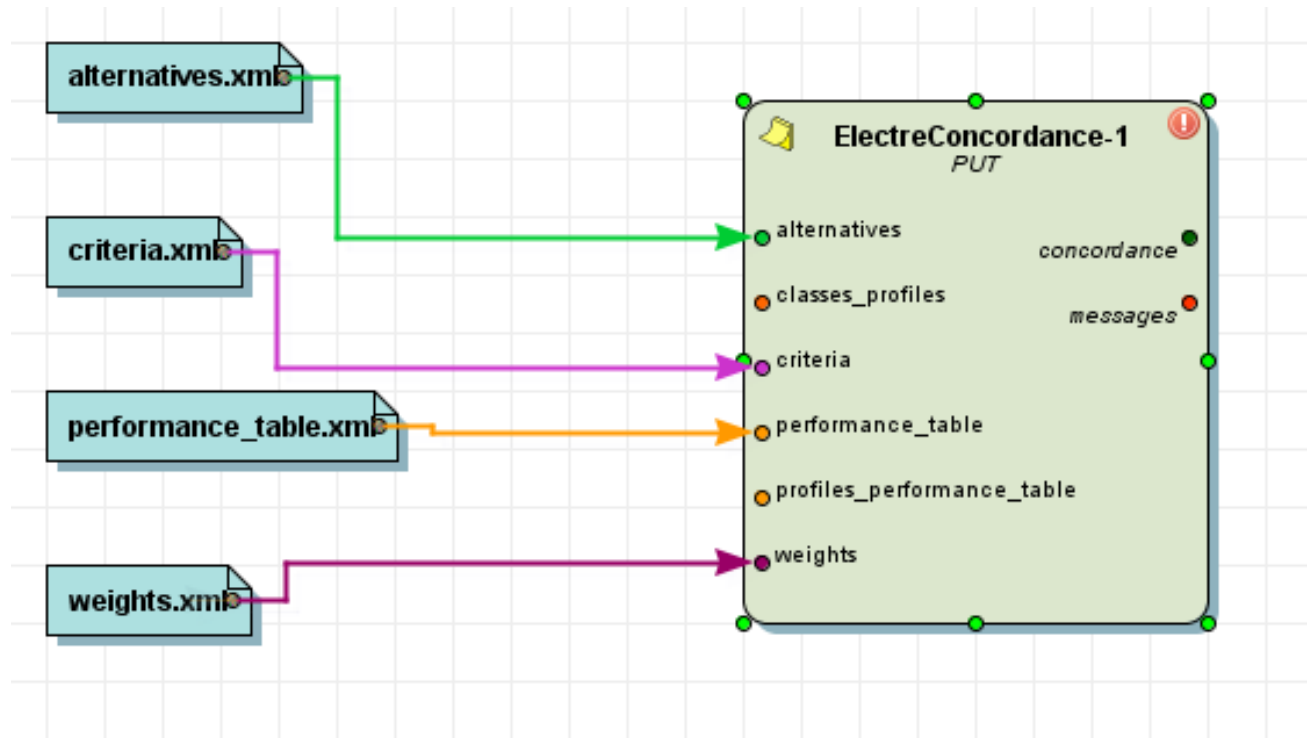 alternatives.xml
criteria.xml
performance_table.xml
weights.xml
ElectreConcordance-1
PUT
alternatives
concordance
classes_profiles
messages
criteria
performance_table
profiles_performance_table
weights